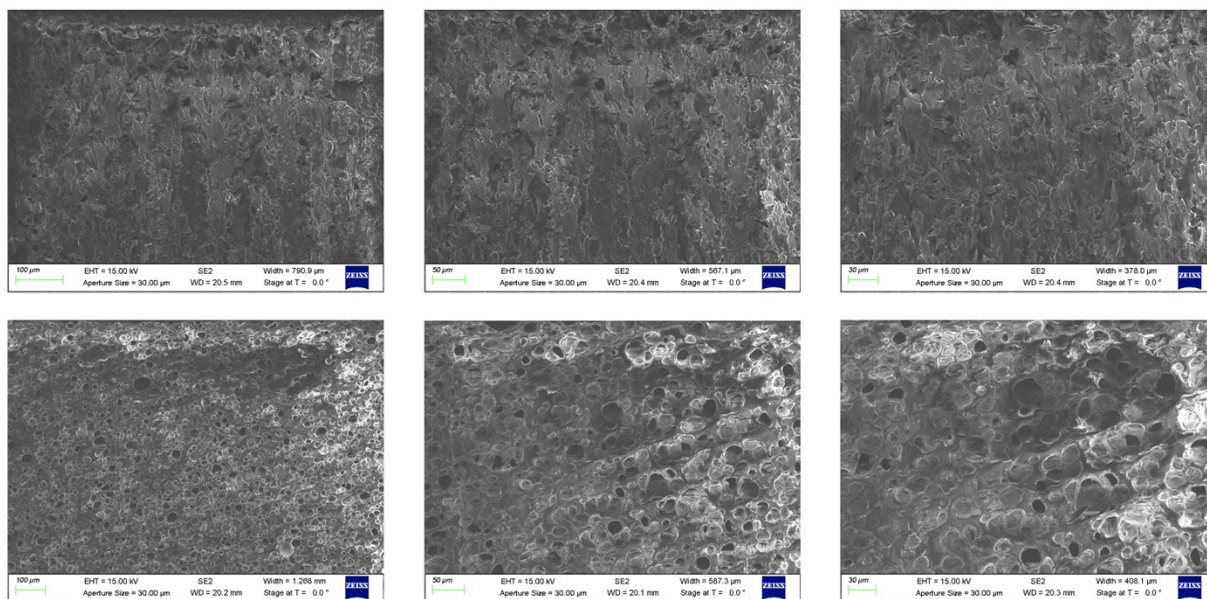 100 µm EHT = 15.00 kV SE2 Width = 790.9 µm ZEISS
Aperture Size = 30.00 µm WD = 20.5 mm Stage at T = 0.0 °
50 µm EHT = 15.00 kV SE2 Width = 567.1 µm ZEISS
Aperture Size = 30.00 µm WD = 20.4 mm Stage at T = 0.0 °
30 µm EHT = 15.00 kV SE2 Width = 378.0 µm ZEISS
Aperture Size = 30.00 µm WD = 20.4 mm Stage at T = 0.0 °
100 µm EHT = 15.00 kV SE2 Width = 1.268 mm ZEISS
Aperture Size = 30.00 µm WD = 20.2 mm Stage at T = 0.0 °
50 µm EHT = 15.00 kV SE2 Width = 587.3 µm ZEISS
Aperture Size = 30.00 µm WD = 20.1 mm Stage at T = 0.0 °
30 µm EHT = 15.00 kV SE2 Width = 408.1 µm ZEISS
Aperture Size = 30.00 µm WD = 20.3 mm Stage at T = 0.0 °